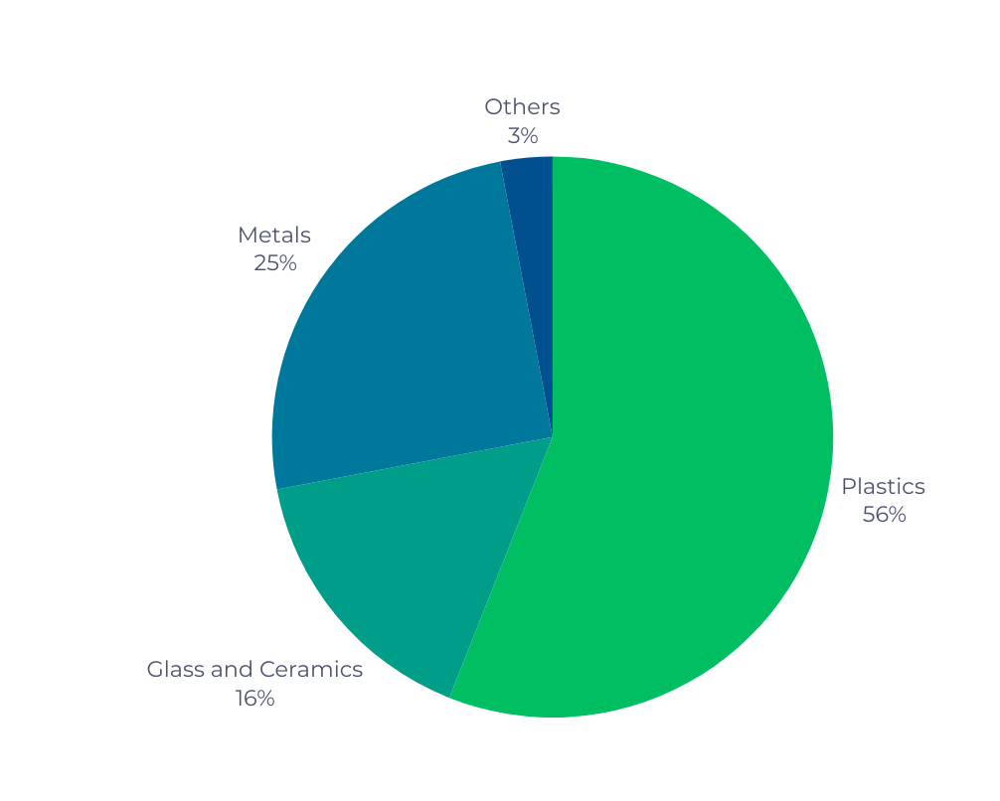 Others
3%
Metals
25%
Plastics
56%
Glass and Ceramics
16%